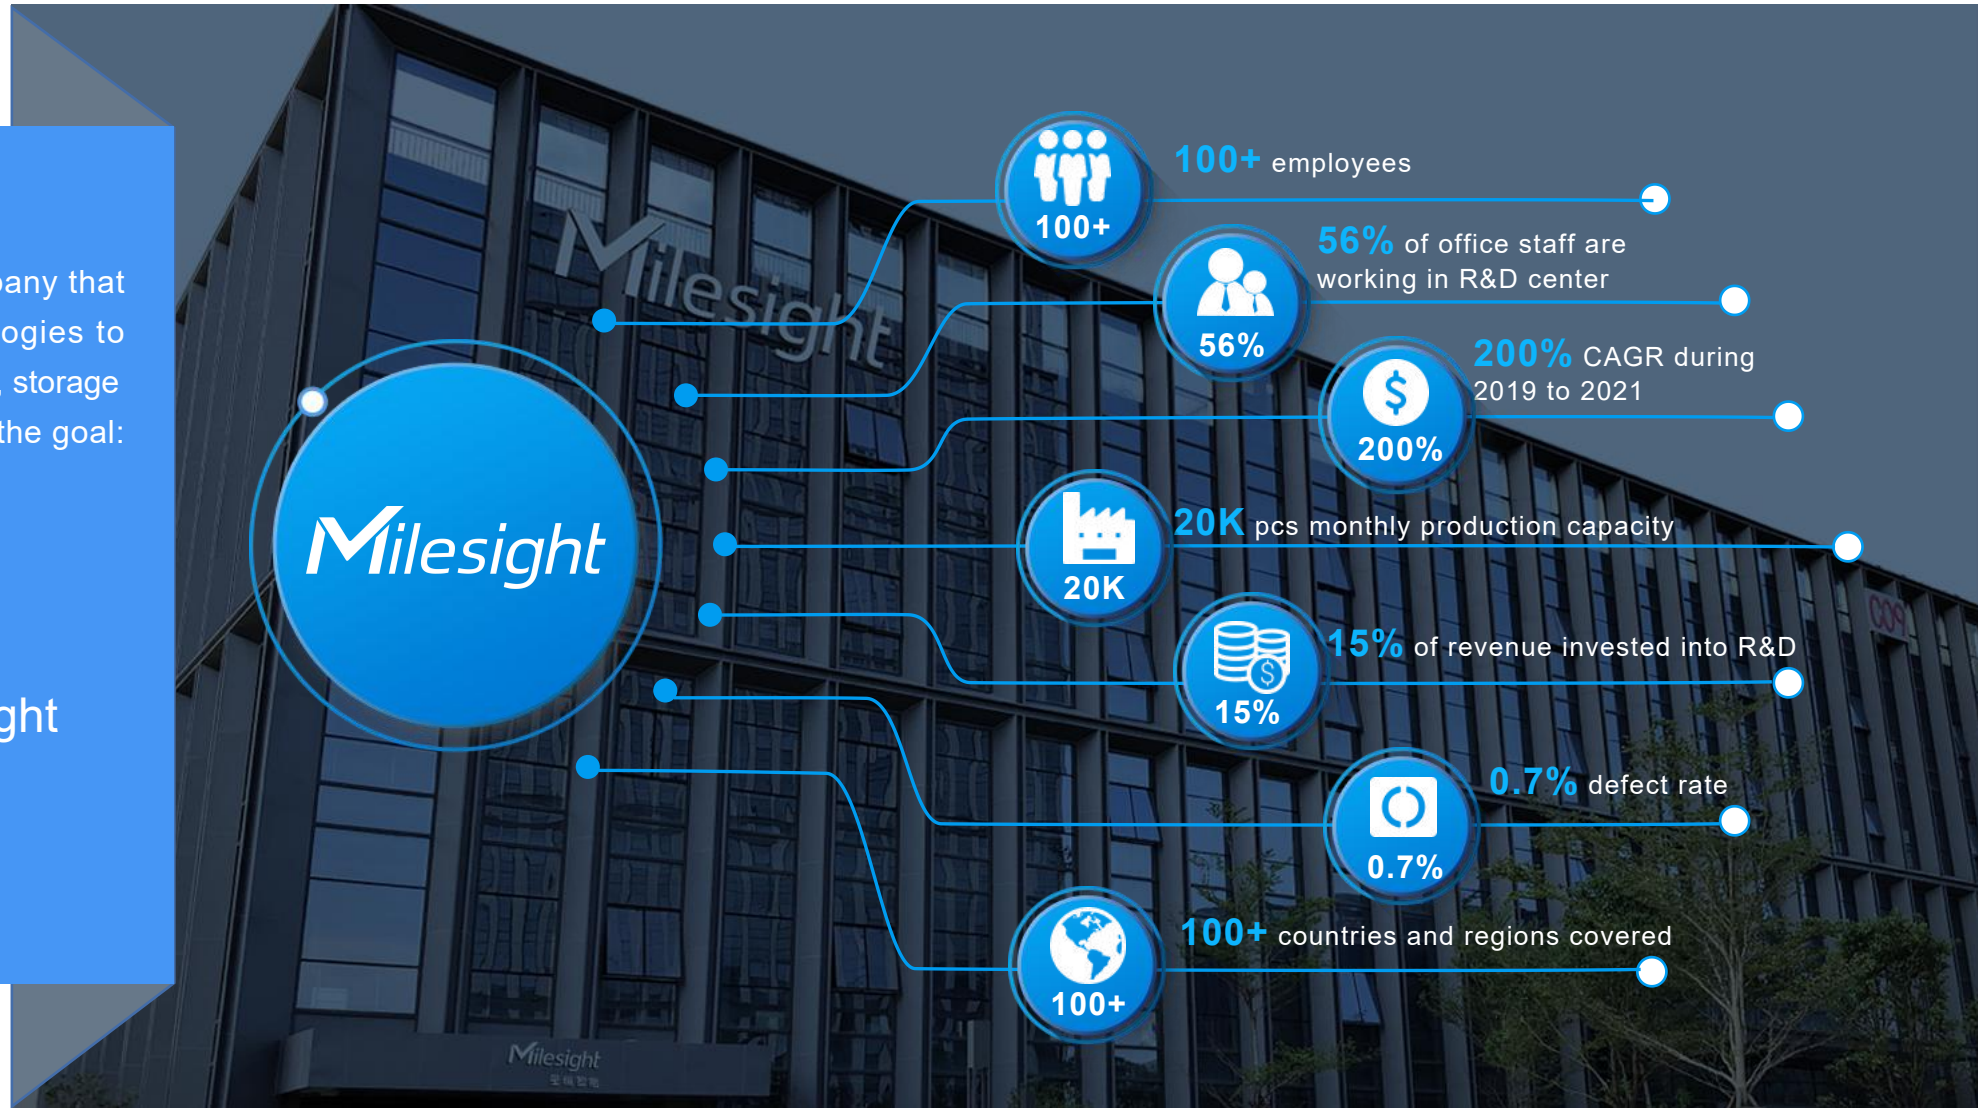 pany that
ogies to
, storage
the goal:
ght
Milesight
Milesight
100+
100+ employees
56%
56% of office staff are
working in R&D center
200%
200% CAGR during
2019 to 2021
20K
20K pcs monthly production capacity
15%
15% of revenue invested into R&D
0.7%
0.7% defect rate
100+
100+ countries and regions covered
CO9
Milesight